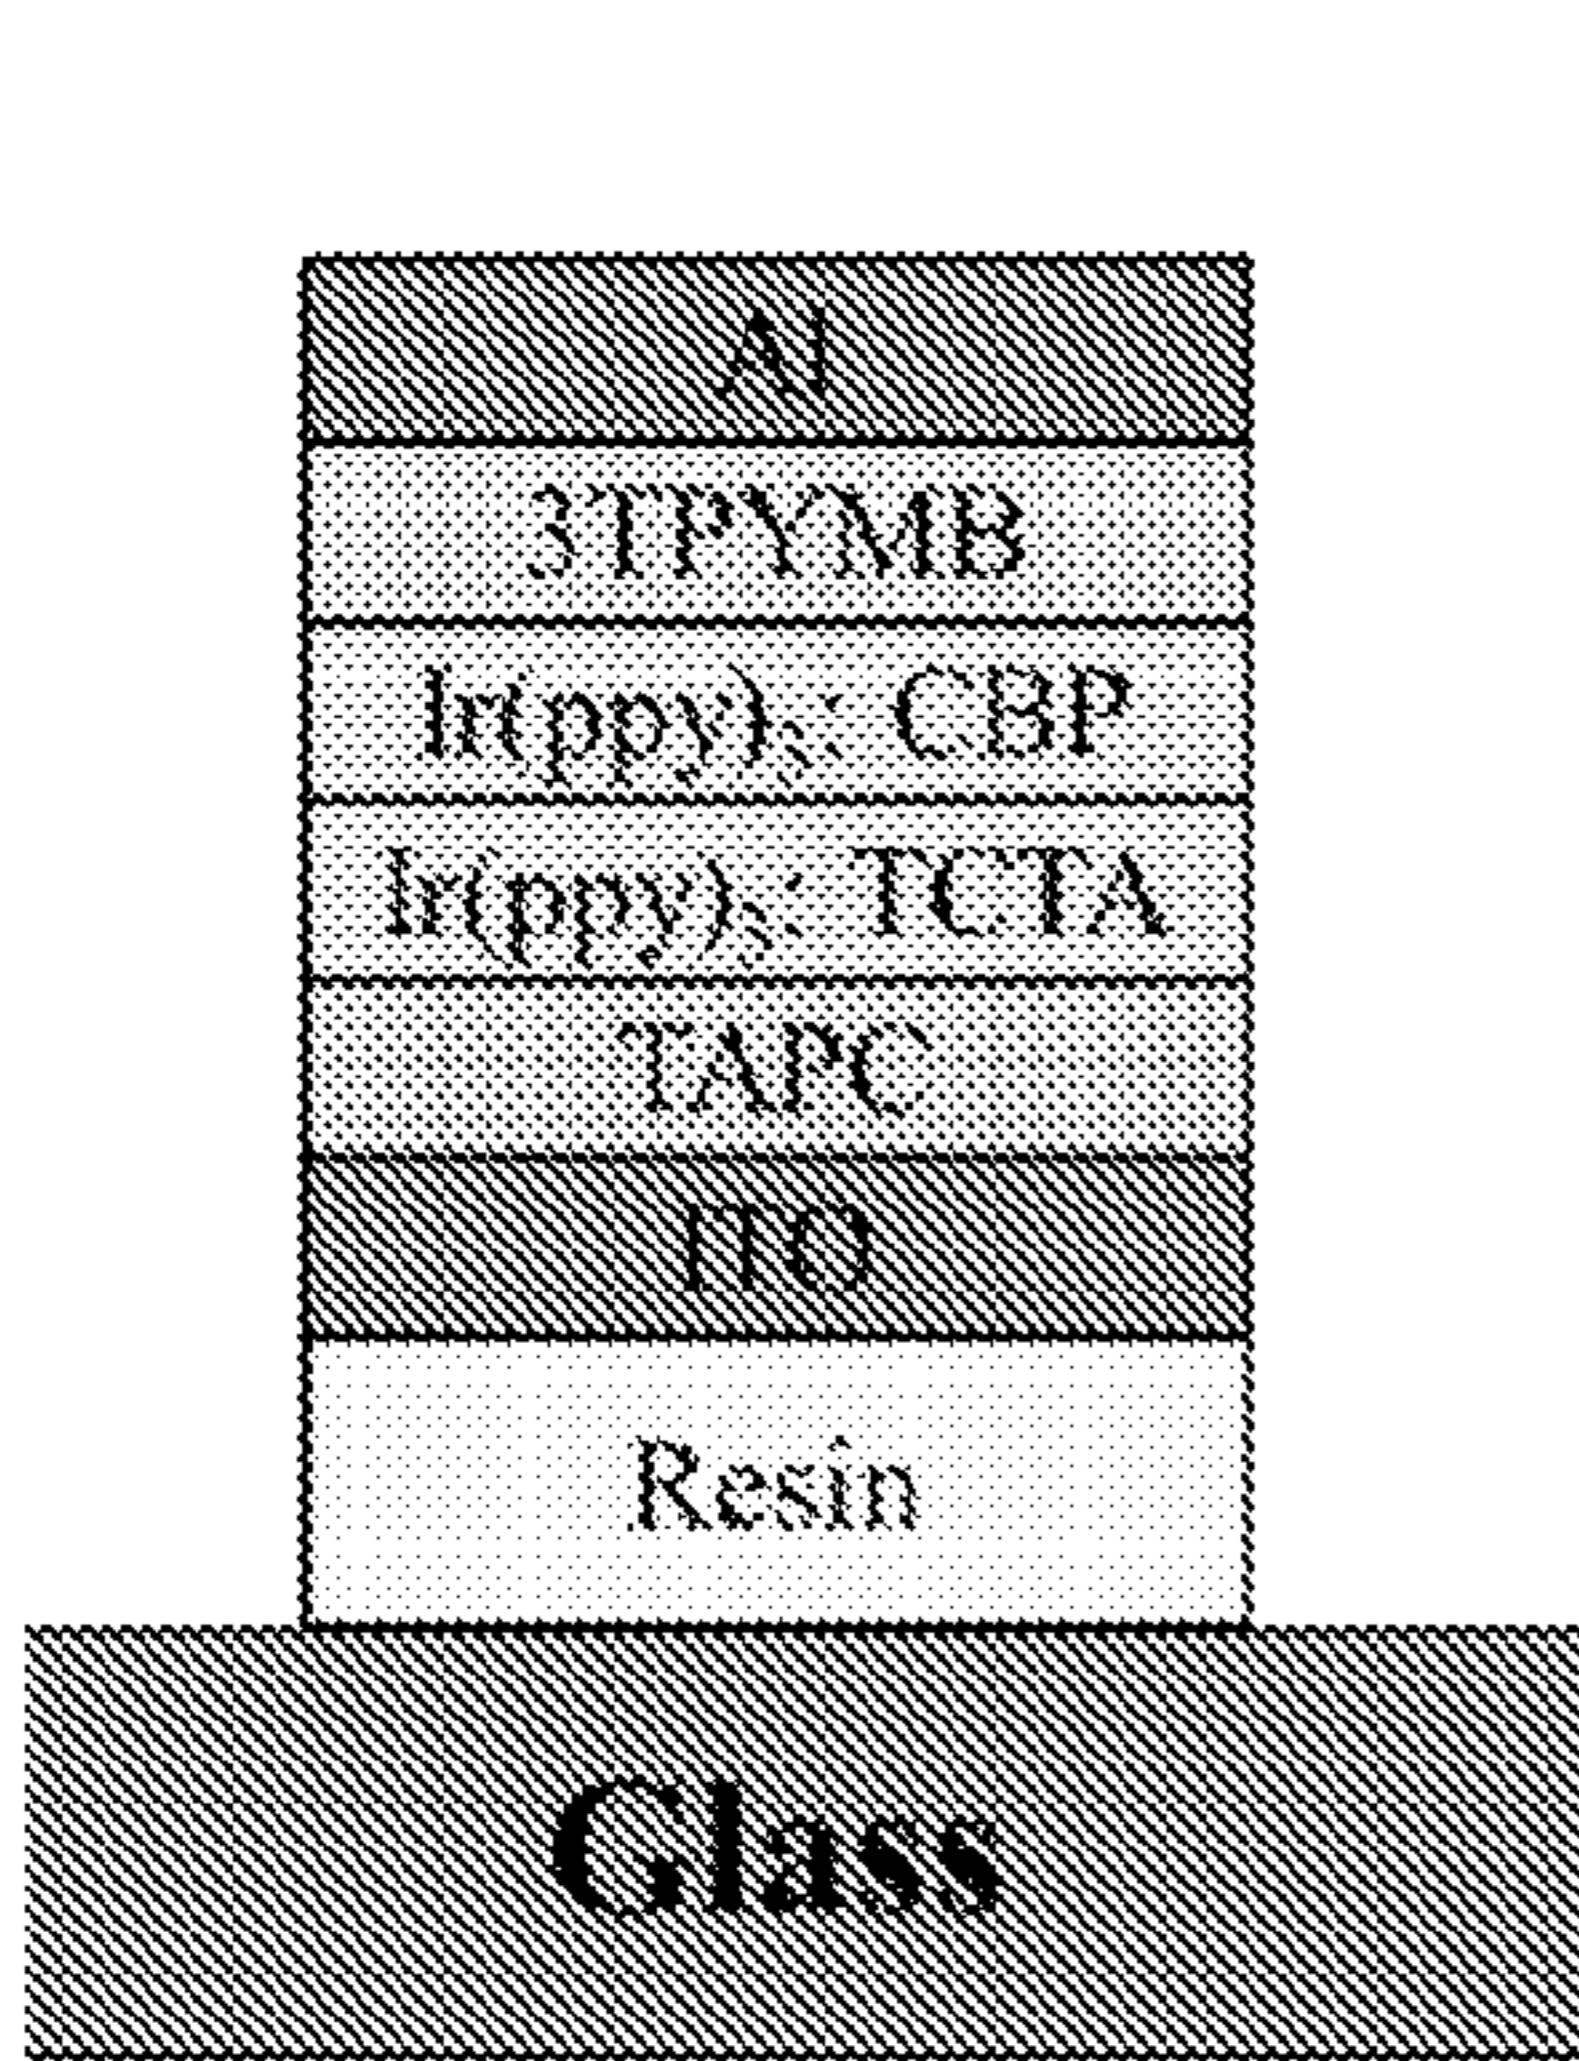 Al
3TPYMB
Ir(ppy)₃: CBP
Ir(ppy)₃: TCTA
TAPC
ITO
Resin
Glass